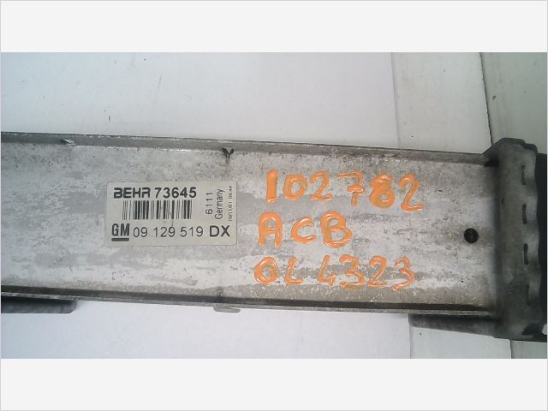 BEHR 73645
6111
Germany
GM 09 129 519 DX
102782
ACB
OL4323